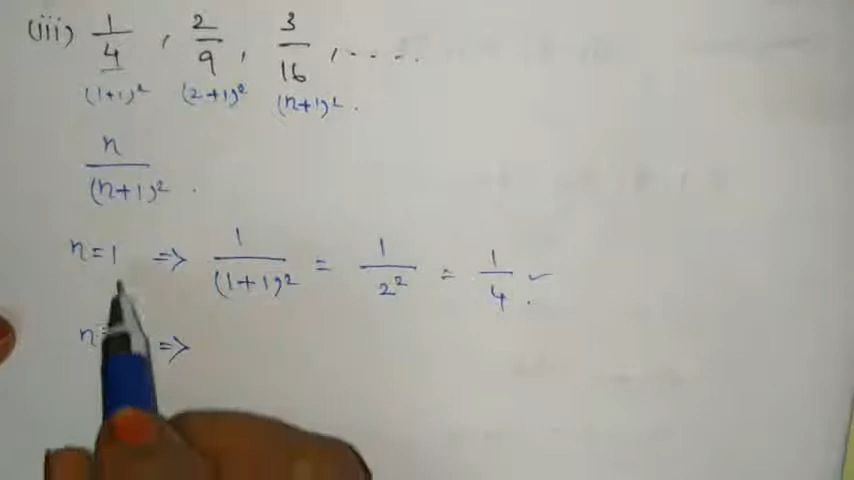 (iii) 1/4 , 2/9 , 3/16 , .....
(1+1)² (2+1)² (n+1)² .
n/(n+1)² .
n=1 => 1/(1+1)² = 1/2² = 1/4 ✓.
n= =>